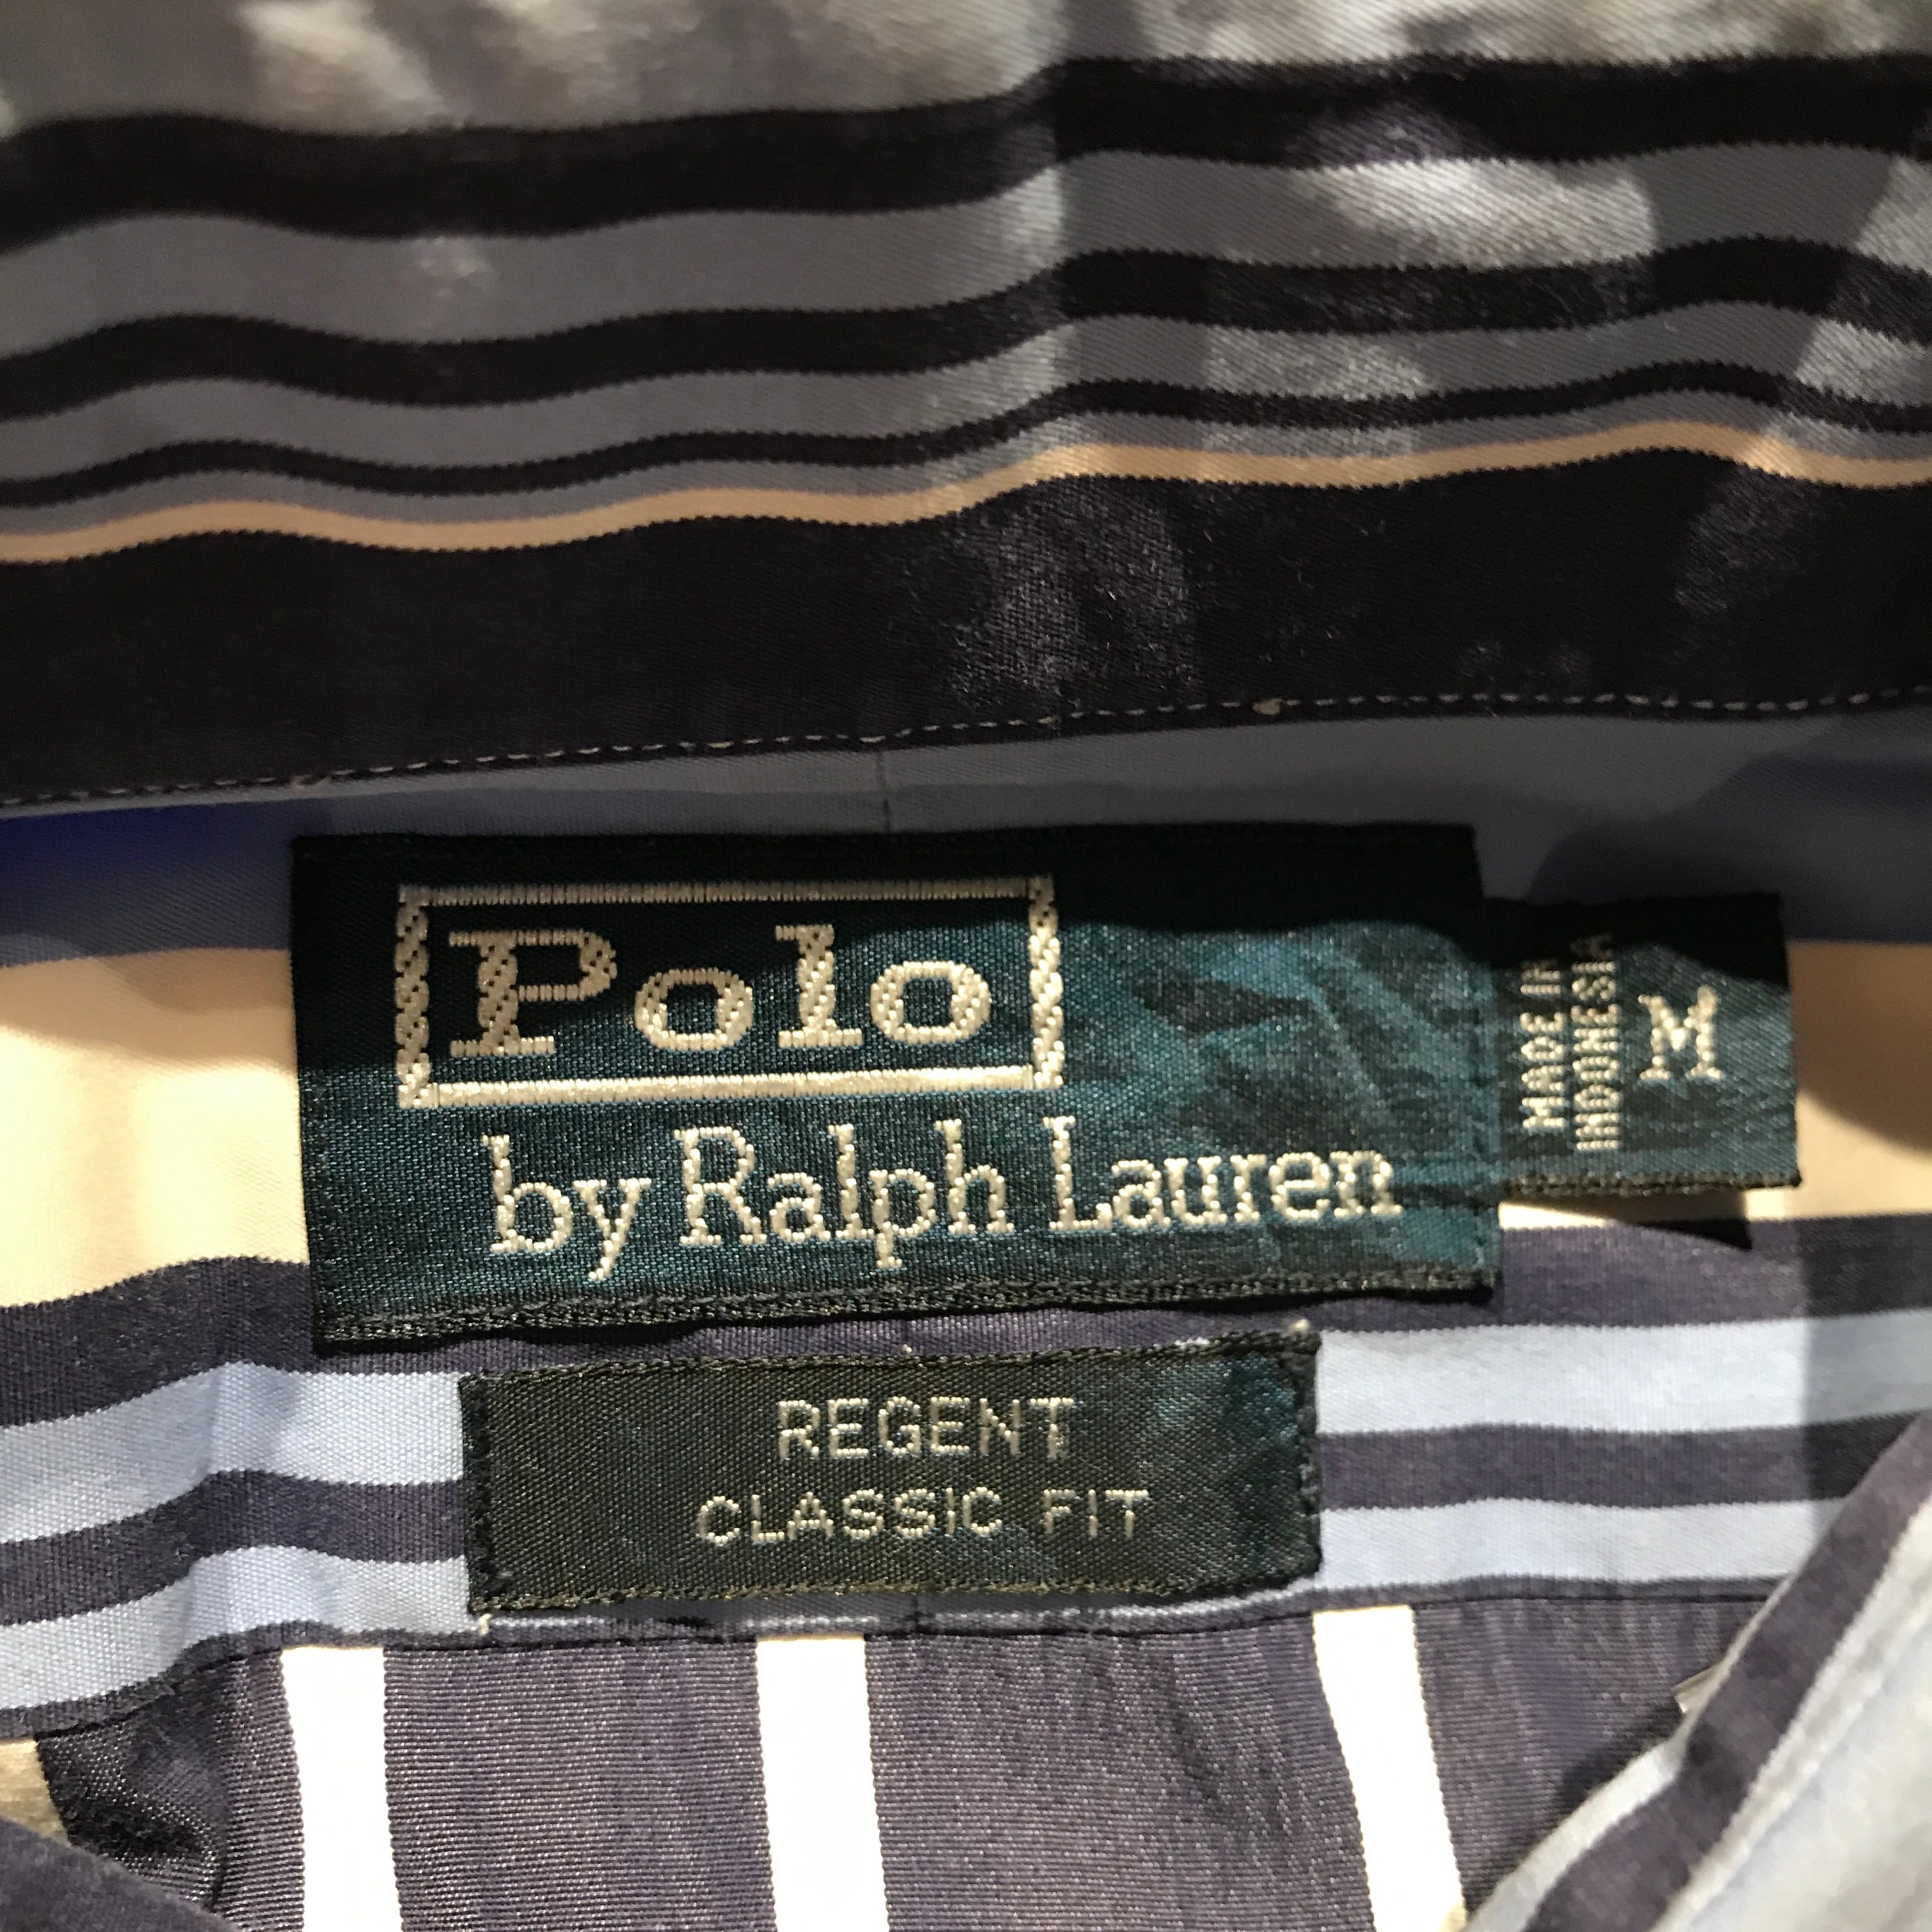 Polo
by Ralph Lauren
MADE IN
INDONESIA
M
REGENT
CLASSIC FIT